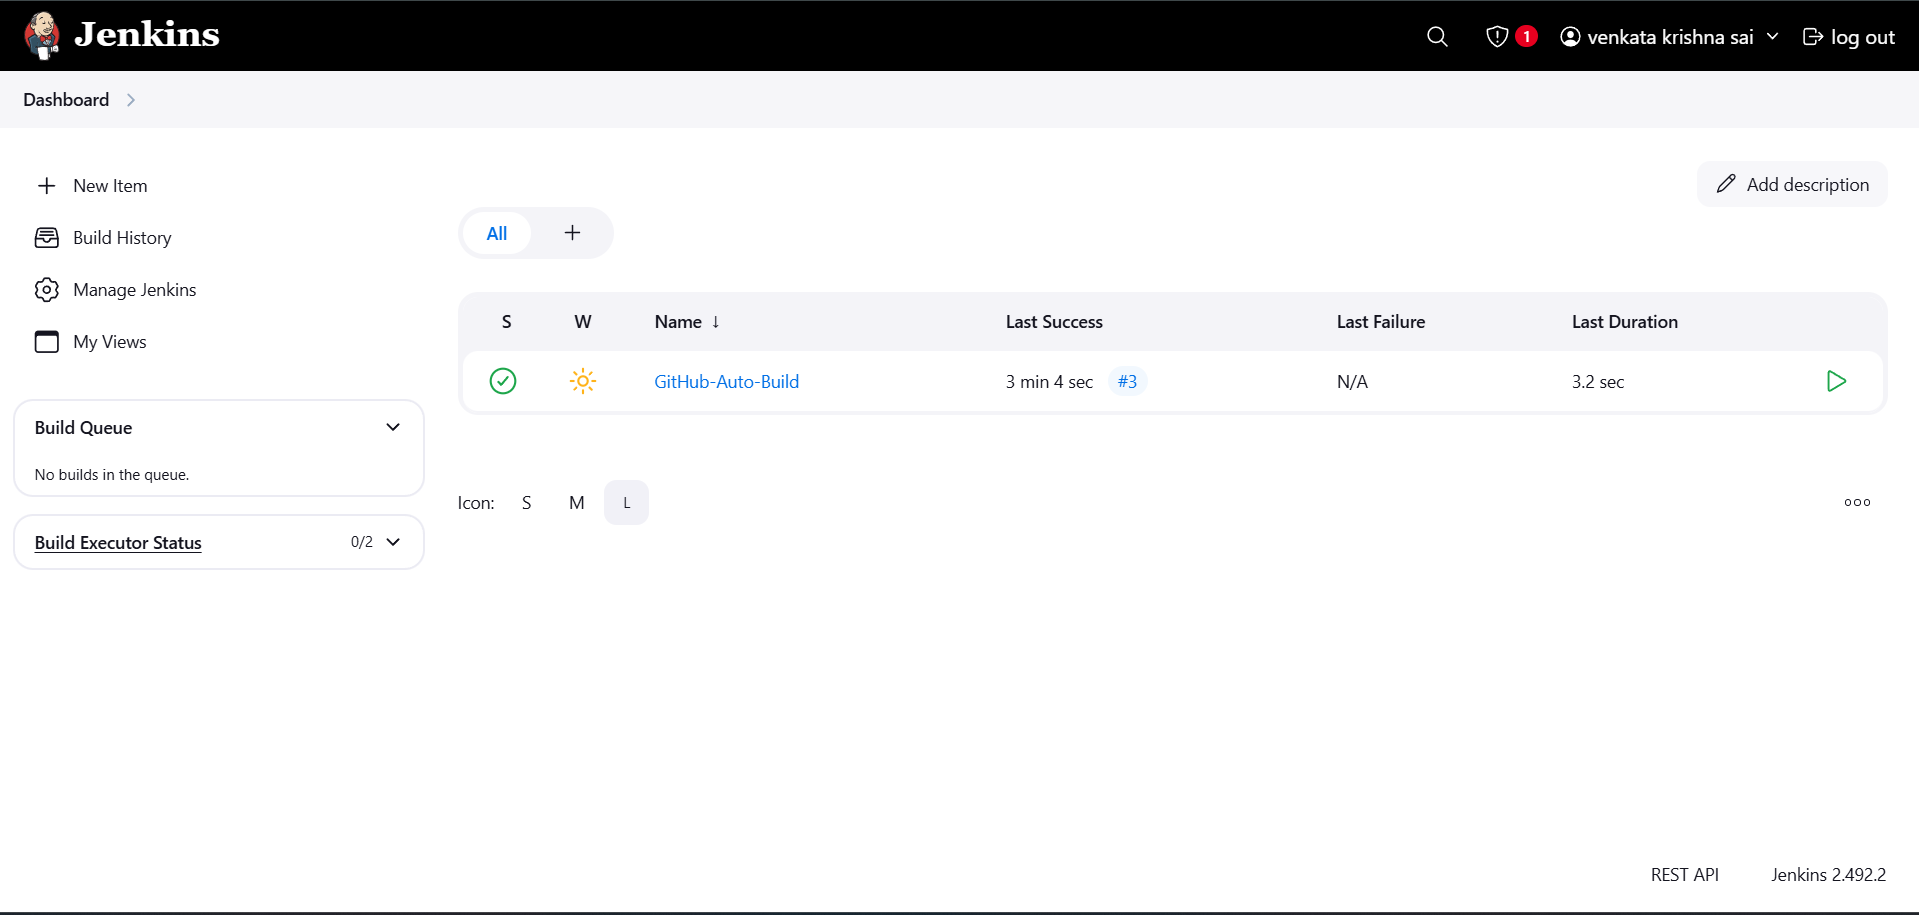 Jenkins
1
venkata krishna sai
log out
Dashboard
New Item
Build History
Manage Jenkins
My Views
Build Queue
No builds in the queue.
Build Executor Status 0/2
Add description
All +
S W Name ↓ Last Success Last Failure Last Duration
GitHub-Auto-Build 3 min 4 sec #3 N/A 3.2 sec
Icon: S M L
REST API Jenkins 2.492.2